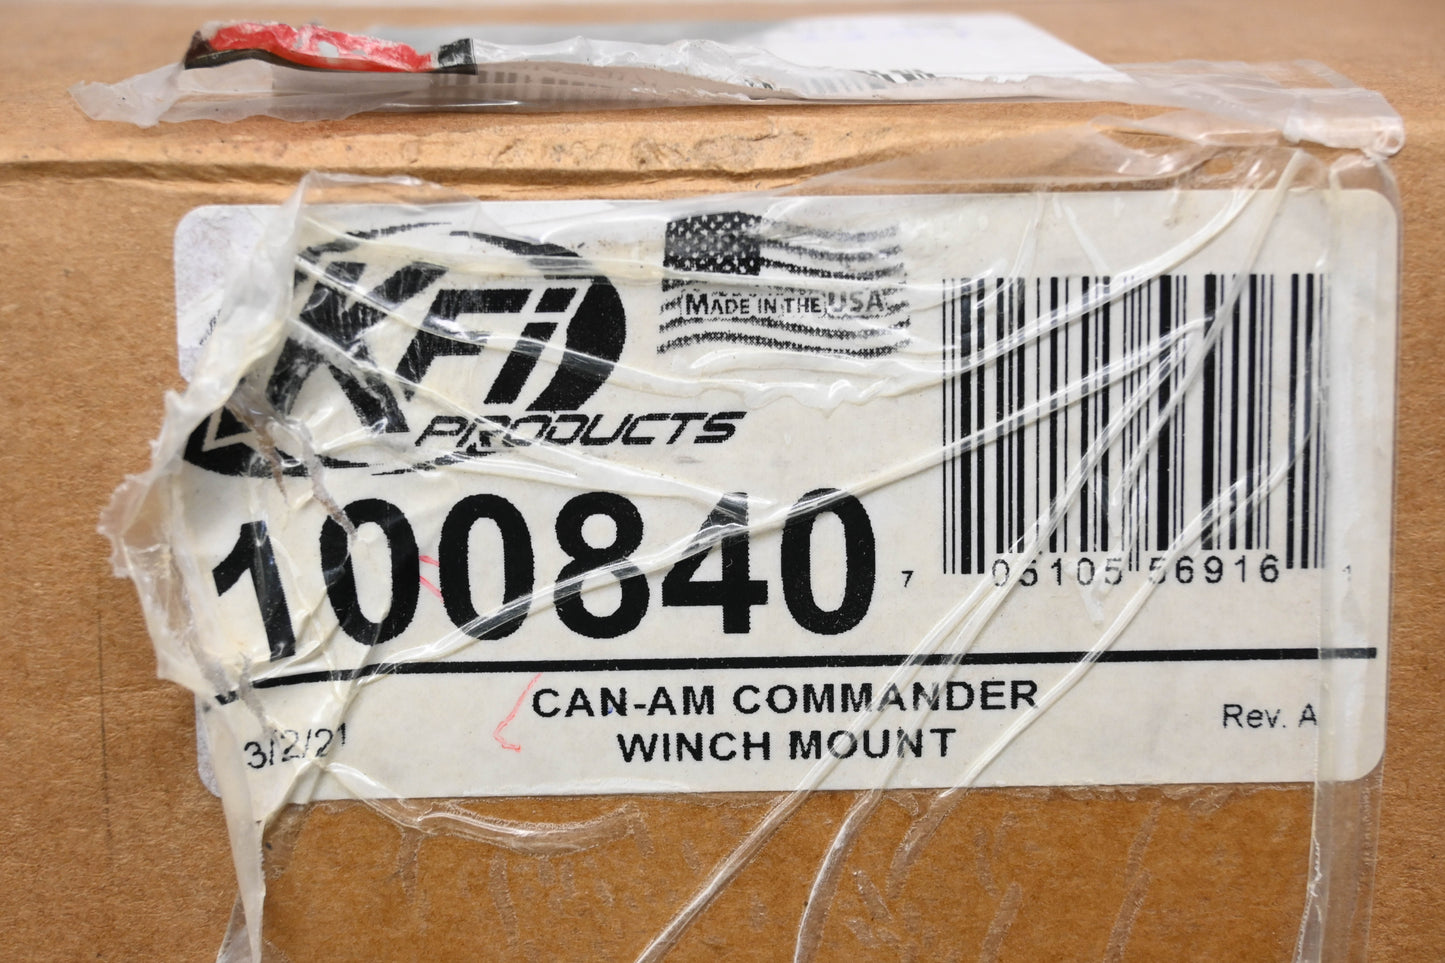 KFi
PRODUCTS
MADE IN THE USA
100840
7 05105 56916 1
CAN-AM COMMANDER
WINCH MOUNT
3/2/21
Rev. A